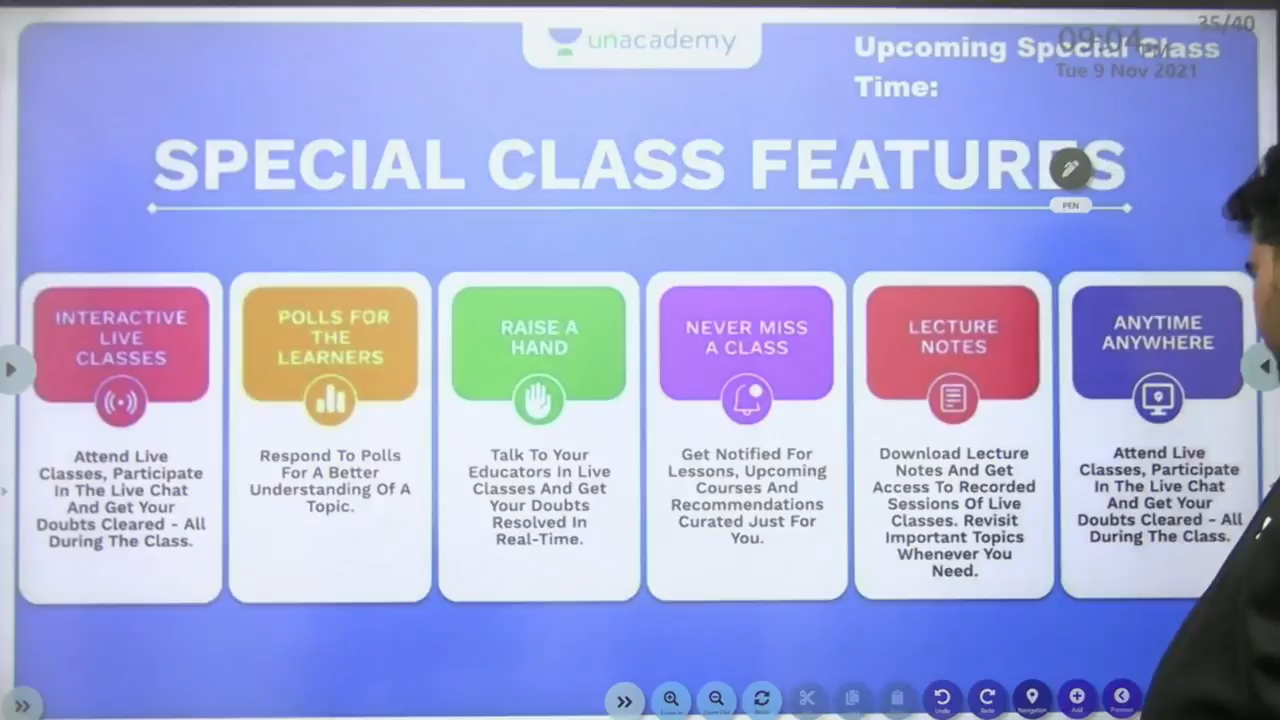 35/40
unacademy
Upcoming Special Class
Time:
09:04 PM
Tue 9 Nov 2021
SPECIAL CLASS FEATURES
PEN
INTERACTIVE
LIVE
CLASSES
Attend Live
Classes, Participate
In The Live Chat
And Get Your
Doubts Cleared - All
During The Class.
POLLS FOR
THE
LEARNERS
Respond To Polls
For A Better
Understanding Of A
Topic.
RAISE A
HAND
Talk To Your
Educators In Live
Classes And Get
Your Doubts
Resolved In
Real-Time.
NEVER MISS
A CLASS
Get Notified For
Lessons, Upcoming
Courses And
Recommendations
Curated Just For
You.
LECTURE
NOTES
Download Lecture
Notes And Get
Access To Recorded
Sessions Of Live
Classes. Revisit
Important Topics
Whenever You
Need.
ANYTIME
ANYWHERE
Attend Live
Classes, Participate
In The Live Chat
And Get Your
Doubts Cleared - All
During The Class.
Undo
Redo
Navigation
Add
Previous